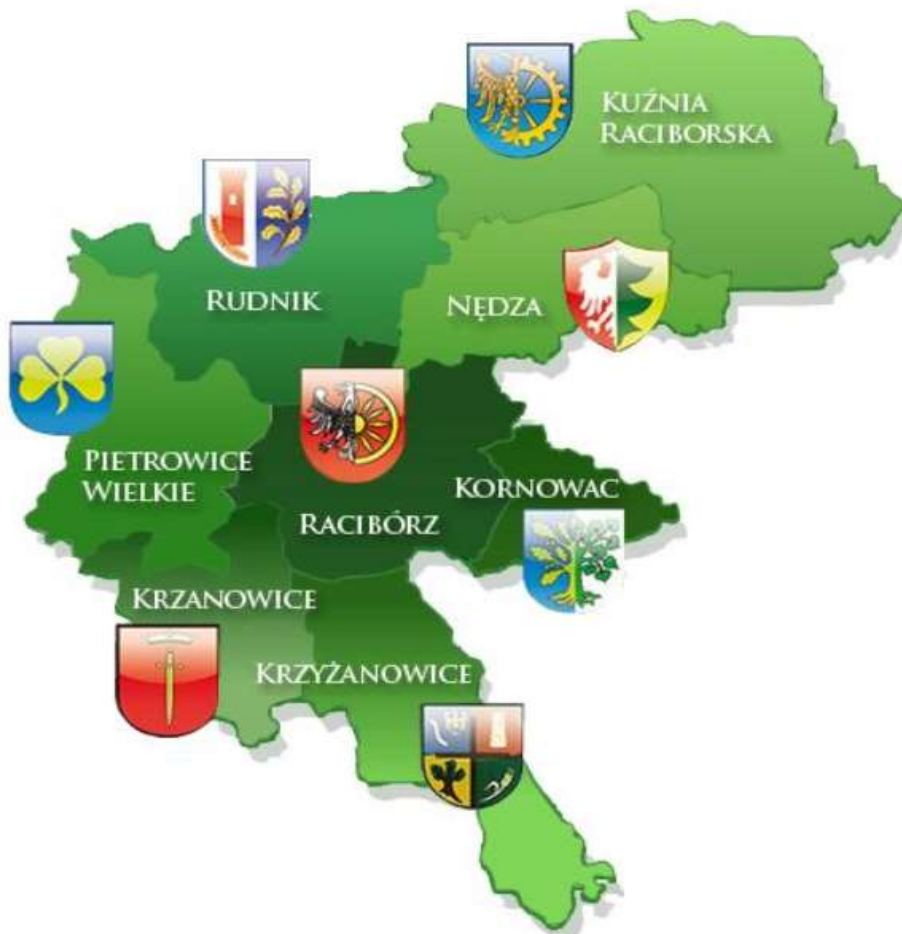 KUŹNIA
RACIBORSKA
RUDNIK
NĘDZA
PIETROWICE
WIELKIE
KORNOWAC
RACIBÓRZ
KRZANOWICE
KRZYŻANOWICE